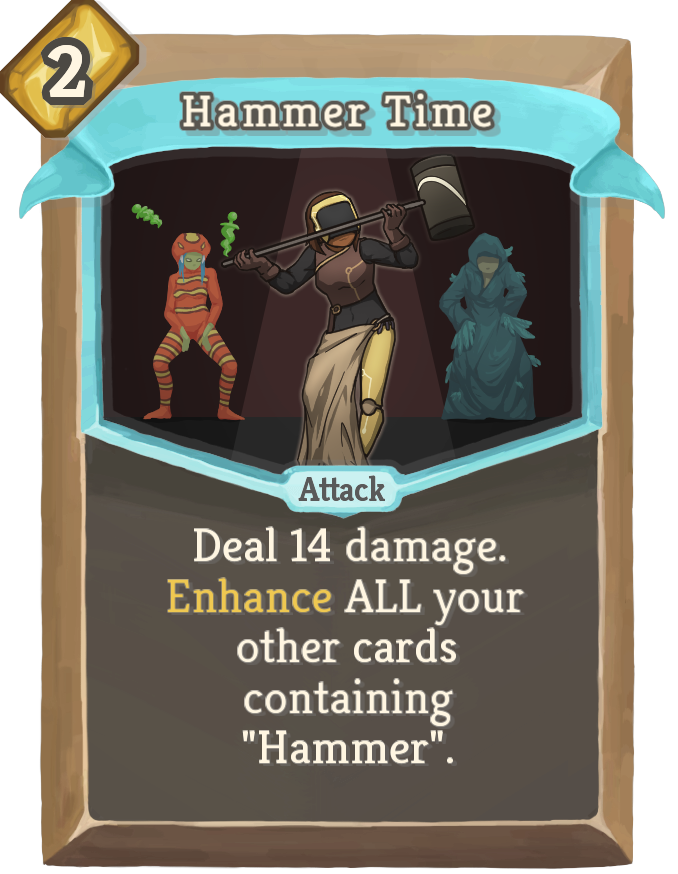 2
Hammer Time
Attack
Deal 14 damage.
Enhance ALL your
other cards
containing
"Hammer".